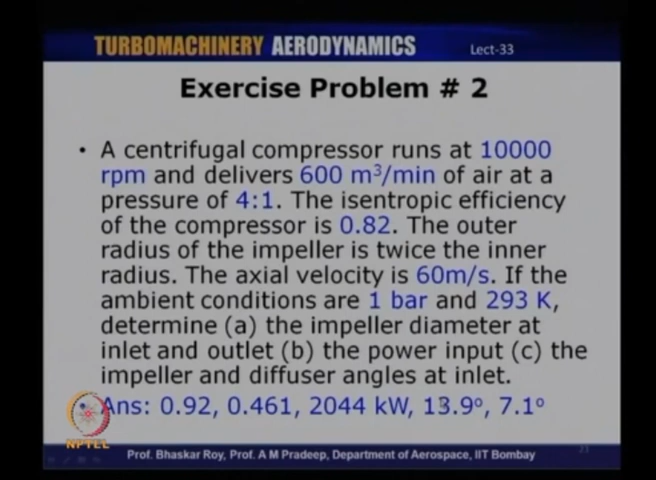 TURBOMACHINERY AERODYNAMICS Lect-33
Exercise Problem # 2
• A centrifugal compressor runs at 10000
rpm and delivers 600 m³/min of air at a
pressure of 4:1. The isentropic efficiency
of the compressor is 0.82. The outer
radius of the impeller is twice the inner
radius. The axial velocity is 60m/s. If the
ambient conditions are 1 bar and 293 K,
determine (a) the impeller diameter at
inlet and outlet (b) the power input (c) the
impeller and diffuser angles at inlet.
Ans: 0.92, 0.461, 2044 kW, 13.9º, 7.1º
NPTEL
Prof. Bhaskar Roy, Prof. A M Pradeep, Department of Aerospace, IIT Bombay